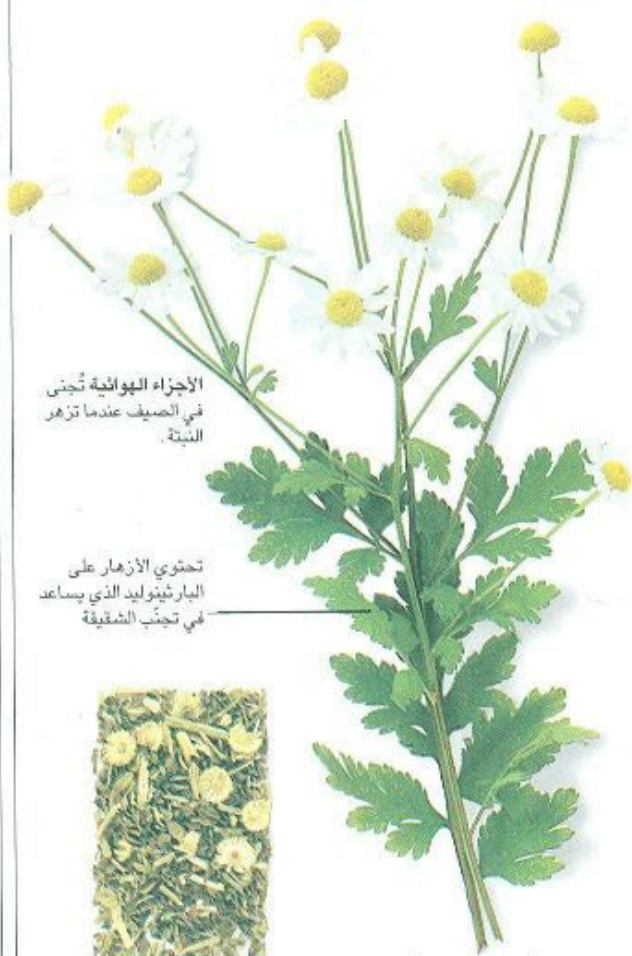 الأجزاء الهوائية تُجنى
في الصيف عندما تزهر
النبتة.
تحتوي الأزهار على
البارثينوليد الذي يساعد
في تجنّب الشقيقة